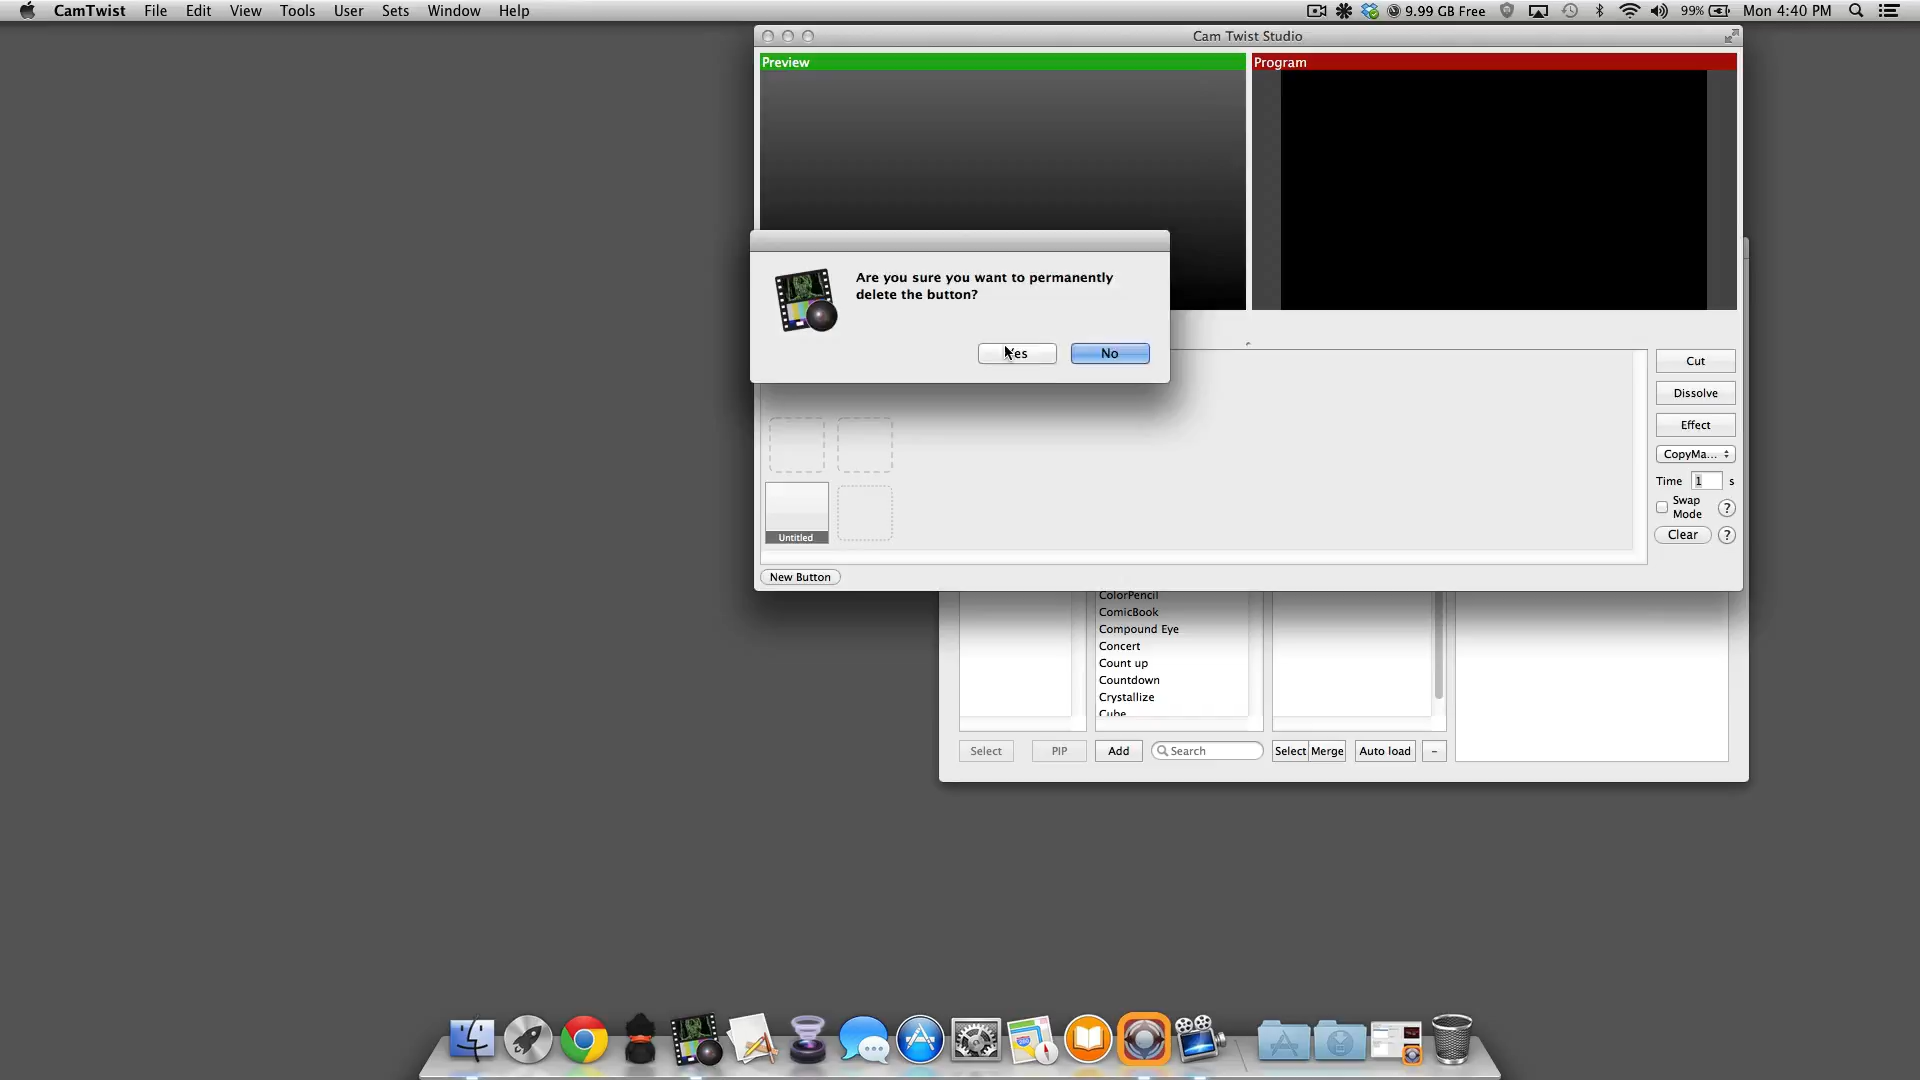 CamTwist File Edit View Tools User Sets Window Help 9.99 GB Free 99% Mon 4:40 PM
Cam Twist Studio
Preview
Program
Are you sure you want to permanently
delete the button?
Yes
No
Cut
Dissolve
Effect
CopyMa...
Time 1 s
Swap
Mode ?
Clear ?
Untitled
New Button
ColorPencil
ComicBook
Compound Eye
Concert
Count up
Countdown
Crystallize
Cube
Select PIP Add Search Select Merge Auto load -